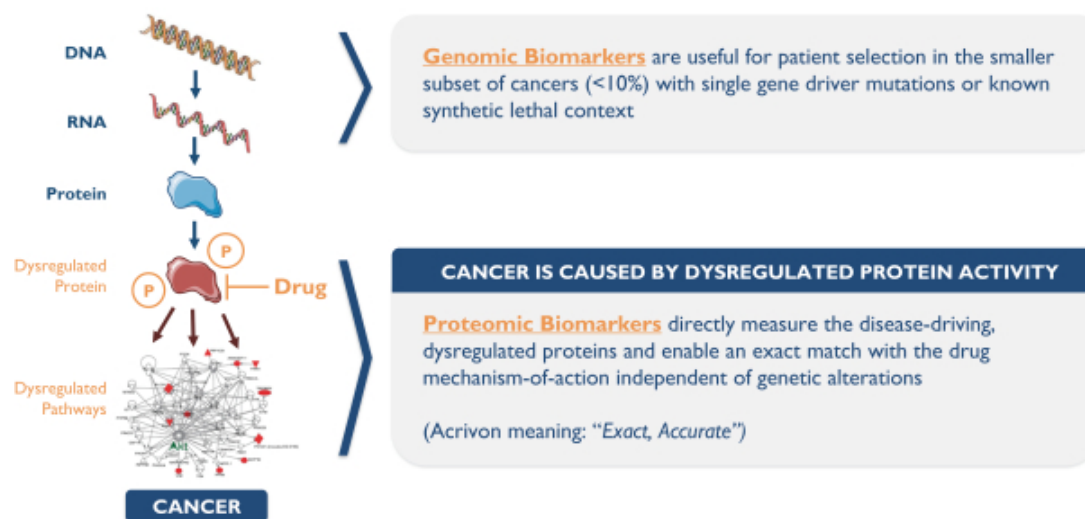 DNA
RNA
Protein
Dysregulated
Protein
P
P
Drug
Dysregulated
Pathways
Akt
CANCER
Genomic Biomarkers are useful for patient selection in the smaller
subset of cancers (<10%) with single gene driver mutations or known
synthetic lethal context
CANCER IS CAUSED BY DYSREGULATED PROTEIN ACTIVITY
Proteomic Biomarkers directly measure the disease-driving,
dysregulated proteins and enable an exact match with the drug
mechanism-of-action independent of genetic alterations
(Acrivon meaning: “Exact, Accurate”)